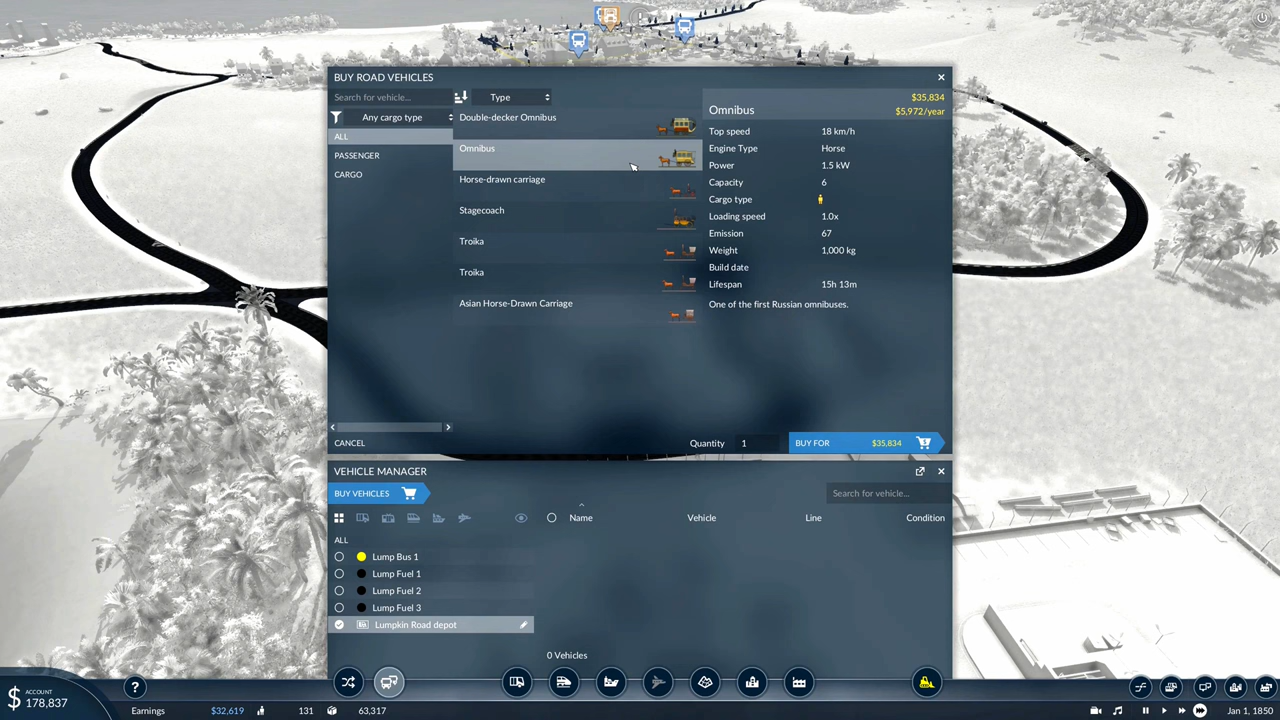 BUY ROAD VEHICLES
Search for vehicle...
Type
Any cargo type
ALL
PASSENGER
CARGO
Double-decker Omnibus
Omnibus
Horse-drawn carriage
Stagecoach
Troika
Troika
Asian Horse-Drawn Carriage
$35,834
Omnibus
$5,972/year
Top speed 18 km/h
Engine Type Horse
Power 1.5 kW
Capacity 6
Cargo type
Loading speed 1.0x
Emission 67
Weight 1,000 kg
Build date
Lifespan 15h 13m
One of the first Russian omnibuses.
CANCEL
Quantity 1
BUY FOR $35,834
VEHICLE MANAGER
BUY VEHICLES
Search for vehicle...
Name Vehicle Line Condition
ALL
Lump Bus 1
Lump Fuel 1
Lump Fuel 2
Lump Fuel 3
Lumpkin Road depot
0 Vehicles
$ ACCOUNT
178,837
?
Earnings $32,619 131 63,317
Jan 1, 1850